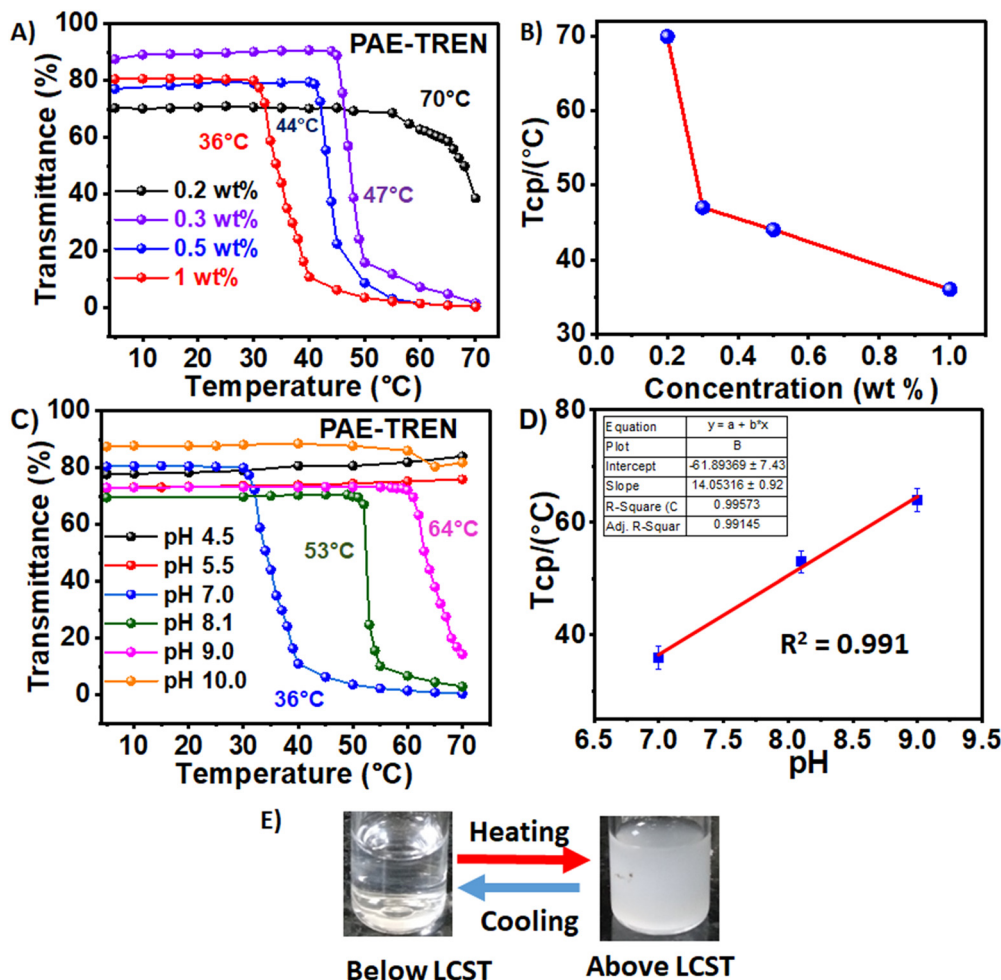 A)
PAE-TREN
Transmittance (%)
100
80
60
40
20
0
70°C
44°C
36°C
47°C
0.2 wt%
0.3 wt%
0.5 wt%
1 wt%
10 20 30 40 50 60 70
Temperature (°C)
B)
Tcp/(°C)
70
60
50
40
30
0.0 0.2 0.4 0.6 0.8 1.0
Concentration (wt %)
C)
PAE-TREN
Transmittance (%)
100
80
60
40
20
0
64°C
53°C
36°C
pH 4.5
pH 5.5
pH 7.0
pH 8.1
pH 9.0
pH 10.0
10 20 30 40 50 60 70
Temperature (°C)
D)
Tcp/(°C)
80
60
40
Equation y = a + b*x
Plot B
Intercept -61.89369 ± 7.43
Slope 14.05316 ± 0.92
R-Square (C 0.99573
Adj. R-Squar 0.99145
R² = 0.991
6.5 7.0 7.5 8.0 8.5 9.0 9.5
pH
E)
Heating
Cooling
Below LCST
Above LCST